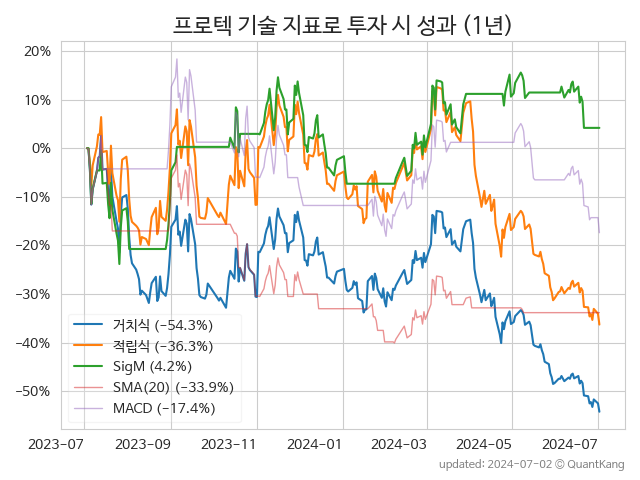 프로텍 기술 지표로 투자 시 성과 (1년)
20%
10%
0%
−10%
−20%
−30%
−40%
−50%
거치식 (−54.3%)
적립식 (−36.3%)
SigM (4.2%)
SMA(20) (−33.9%)
MACD (−17.4%)
2023-07
2023-09
2023-11
2024-01
2024-03
2024-05
2024-07
updated: 2024-07-02 © QuantKang